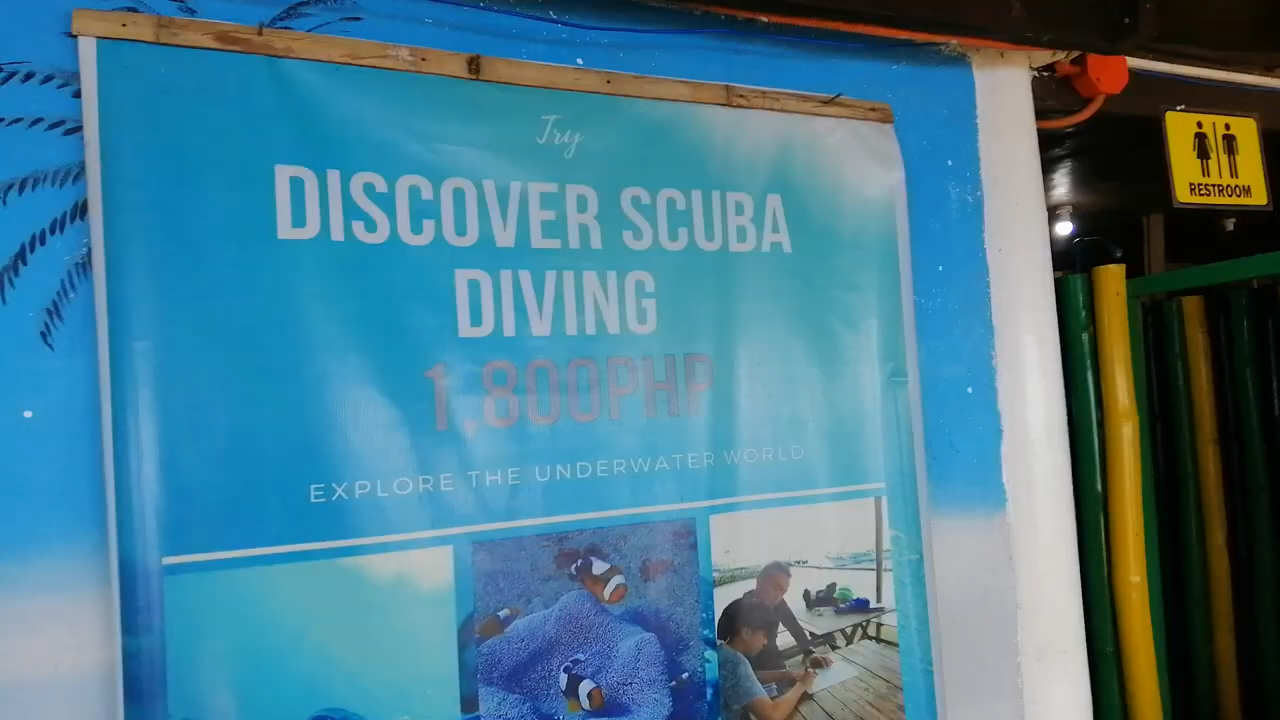 Try
DISCOVER SCUBA
DIVING
1,800PHP
EXPLORE THE UNDERWATER WORLD
RESTROOM